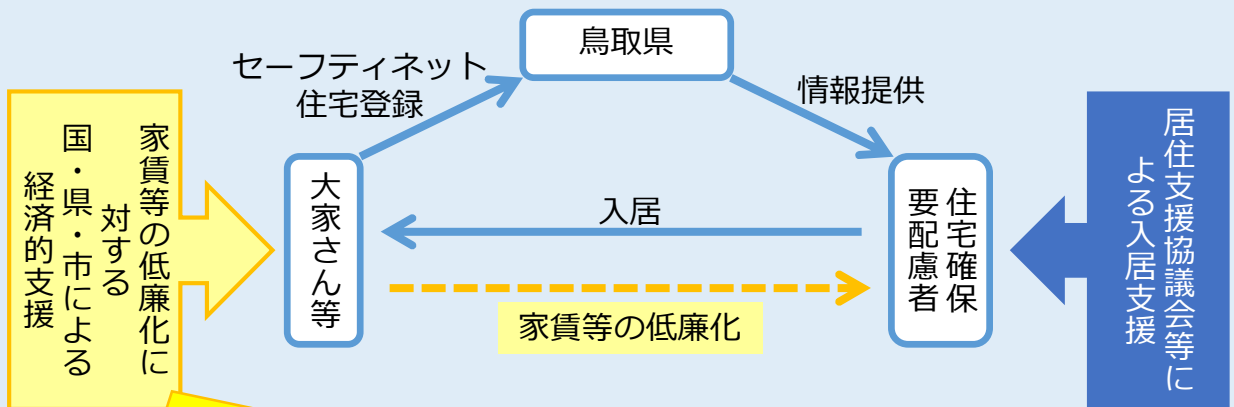 鳥取県
セーフティネット
住宅登録
情報提供
家賃等の低廉化に
対する
国・県・市による
経済的支援
大家さん等
入居
家賃等の低廉化
住宅確保
要配慮者
居住支援協議会等に
よる入居支援